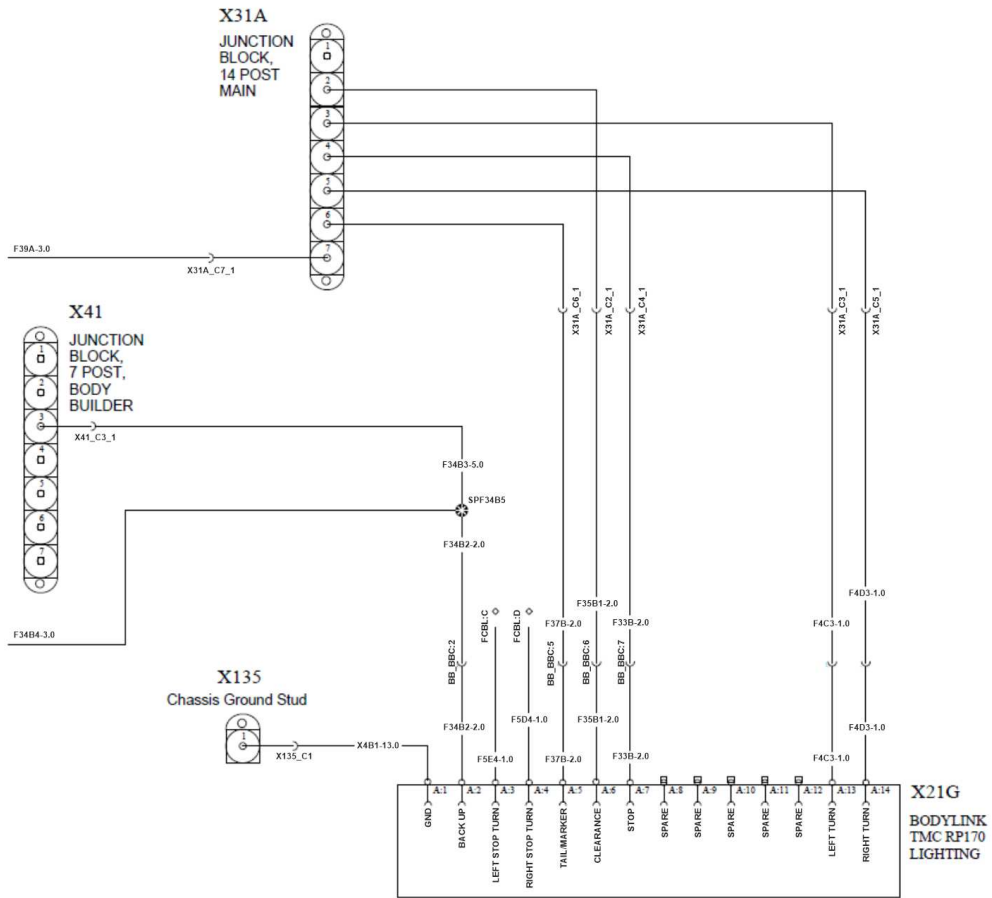 X31A
JUNCTION
BLOCK,
14 POST
MAIN
1
2
3
4
5
6
7
F39A-3.0
X31A_C7_1
X31A_C6_1
X31A_C2_1
X31A_C4_1
X31A_C3_1
X31A_C5_1
X41
JUNCTION
BLOCK,
7 POST,
BODY
BUILDER
1
2
3
4
5
6
7
X41_C3_1
F34B3-5.0
SPF34B5
F34B2-2.0
F34B4-3.0
FCBL:C
FCBL:D
F37B-2.0
F35B1-2.0
F33B-2.0
F4C3-1.0
F4D3-1.0
BB_BBC:2
BB_BBC:5
BB_BBC:6
BB_BBC:7
X135
Chassis Ground Stud
1
X135_C1
X4B1-13.0
F34B2-2.0
F5E4-1.0
F5D4-1.0
F37B-2.0
F35B1-2.0
F33B-2.0
F4C3-1.0
F4D3-1.0
A:1
A:2
A:3
A:4
A:5
A:6
A:7
A:8
A:9
A:10
A:11
A:12
A:13
A:14
GND
BACK UP
LEFT STOP TURN
RIGHT STOP TURN
TAIL/MARKER
CLEARANCE
STOP
SPARE
SPARE
SPARE
SPARE
SPARE
LEFT TURN
RIGHT TURN
X21G
BODYLINK
TMC RP170
LIGHTING